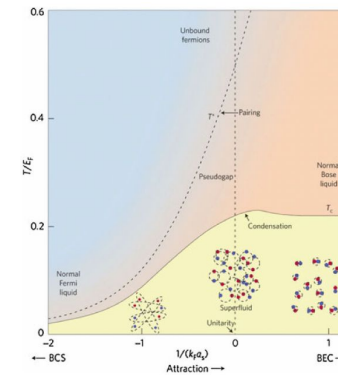 0.6
Unbound
fermions
0.4
T*
Pairing
T/E_F
Pseudogap
Normal
Bose
liquid
T_c
0.2
Condensation
Normal
Fermi
liquid
Superfluid
Unitarity
0
−2
−1
0
1
1/(k_F a_s)
← BCS
Attraction →
BEC